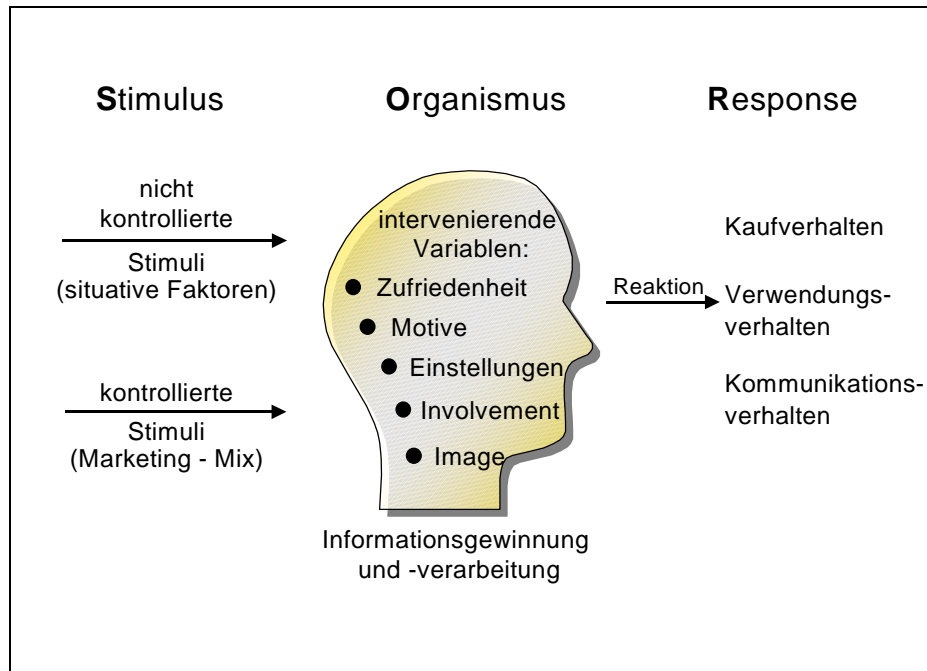 Stimulus
Organismus
Response
nicht
kontrollierte
Stimuli
(situative Faktoren)
kontrollierte
Stimuli
(Marketing - Mix)
intervenierende
Variablen:
● Zufriedenheit
● Motive
● Einstellungen
● Involvement
● Image
Informationsgewinnung
und -verarbeitung
Reaktion
Kaufverhalten
Verwendungs-
verhalten
Kommunikations-
verhalten